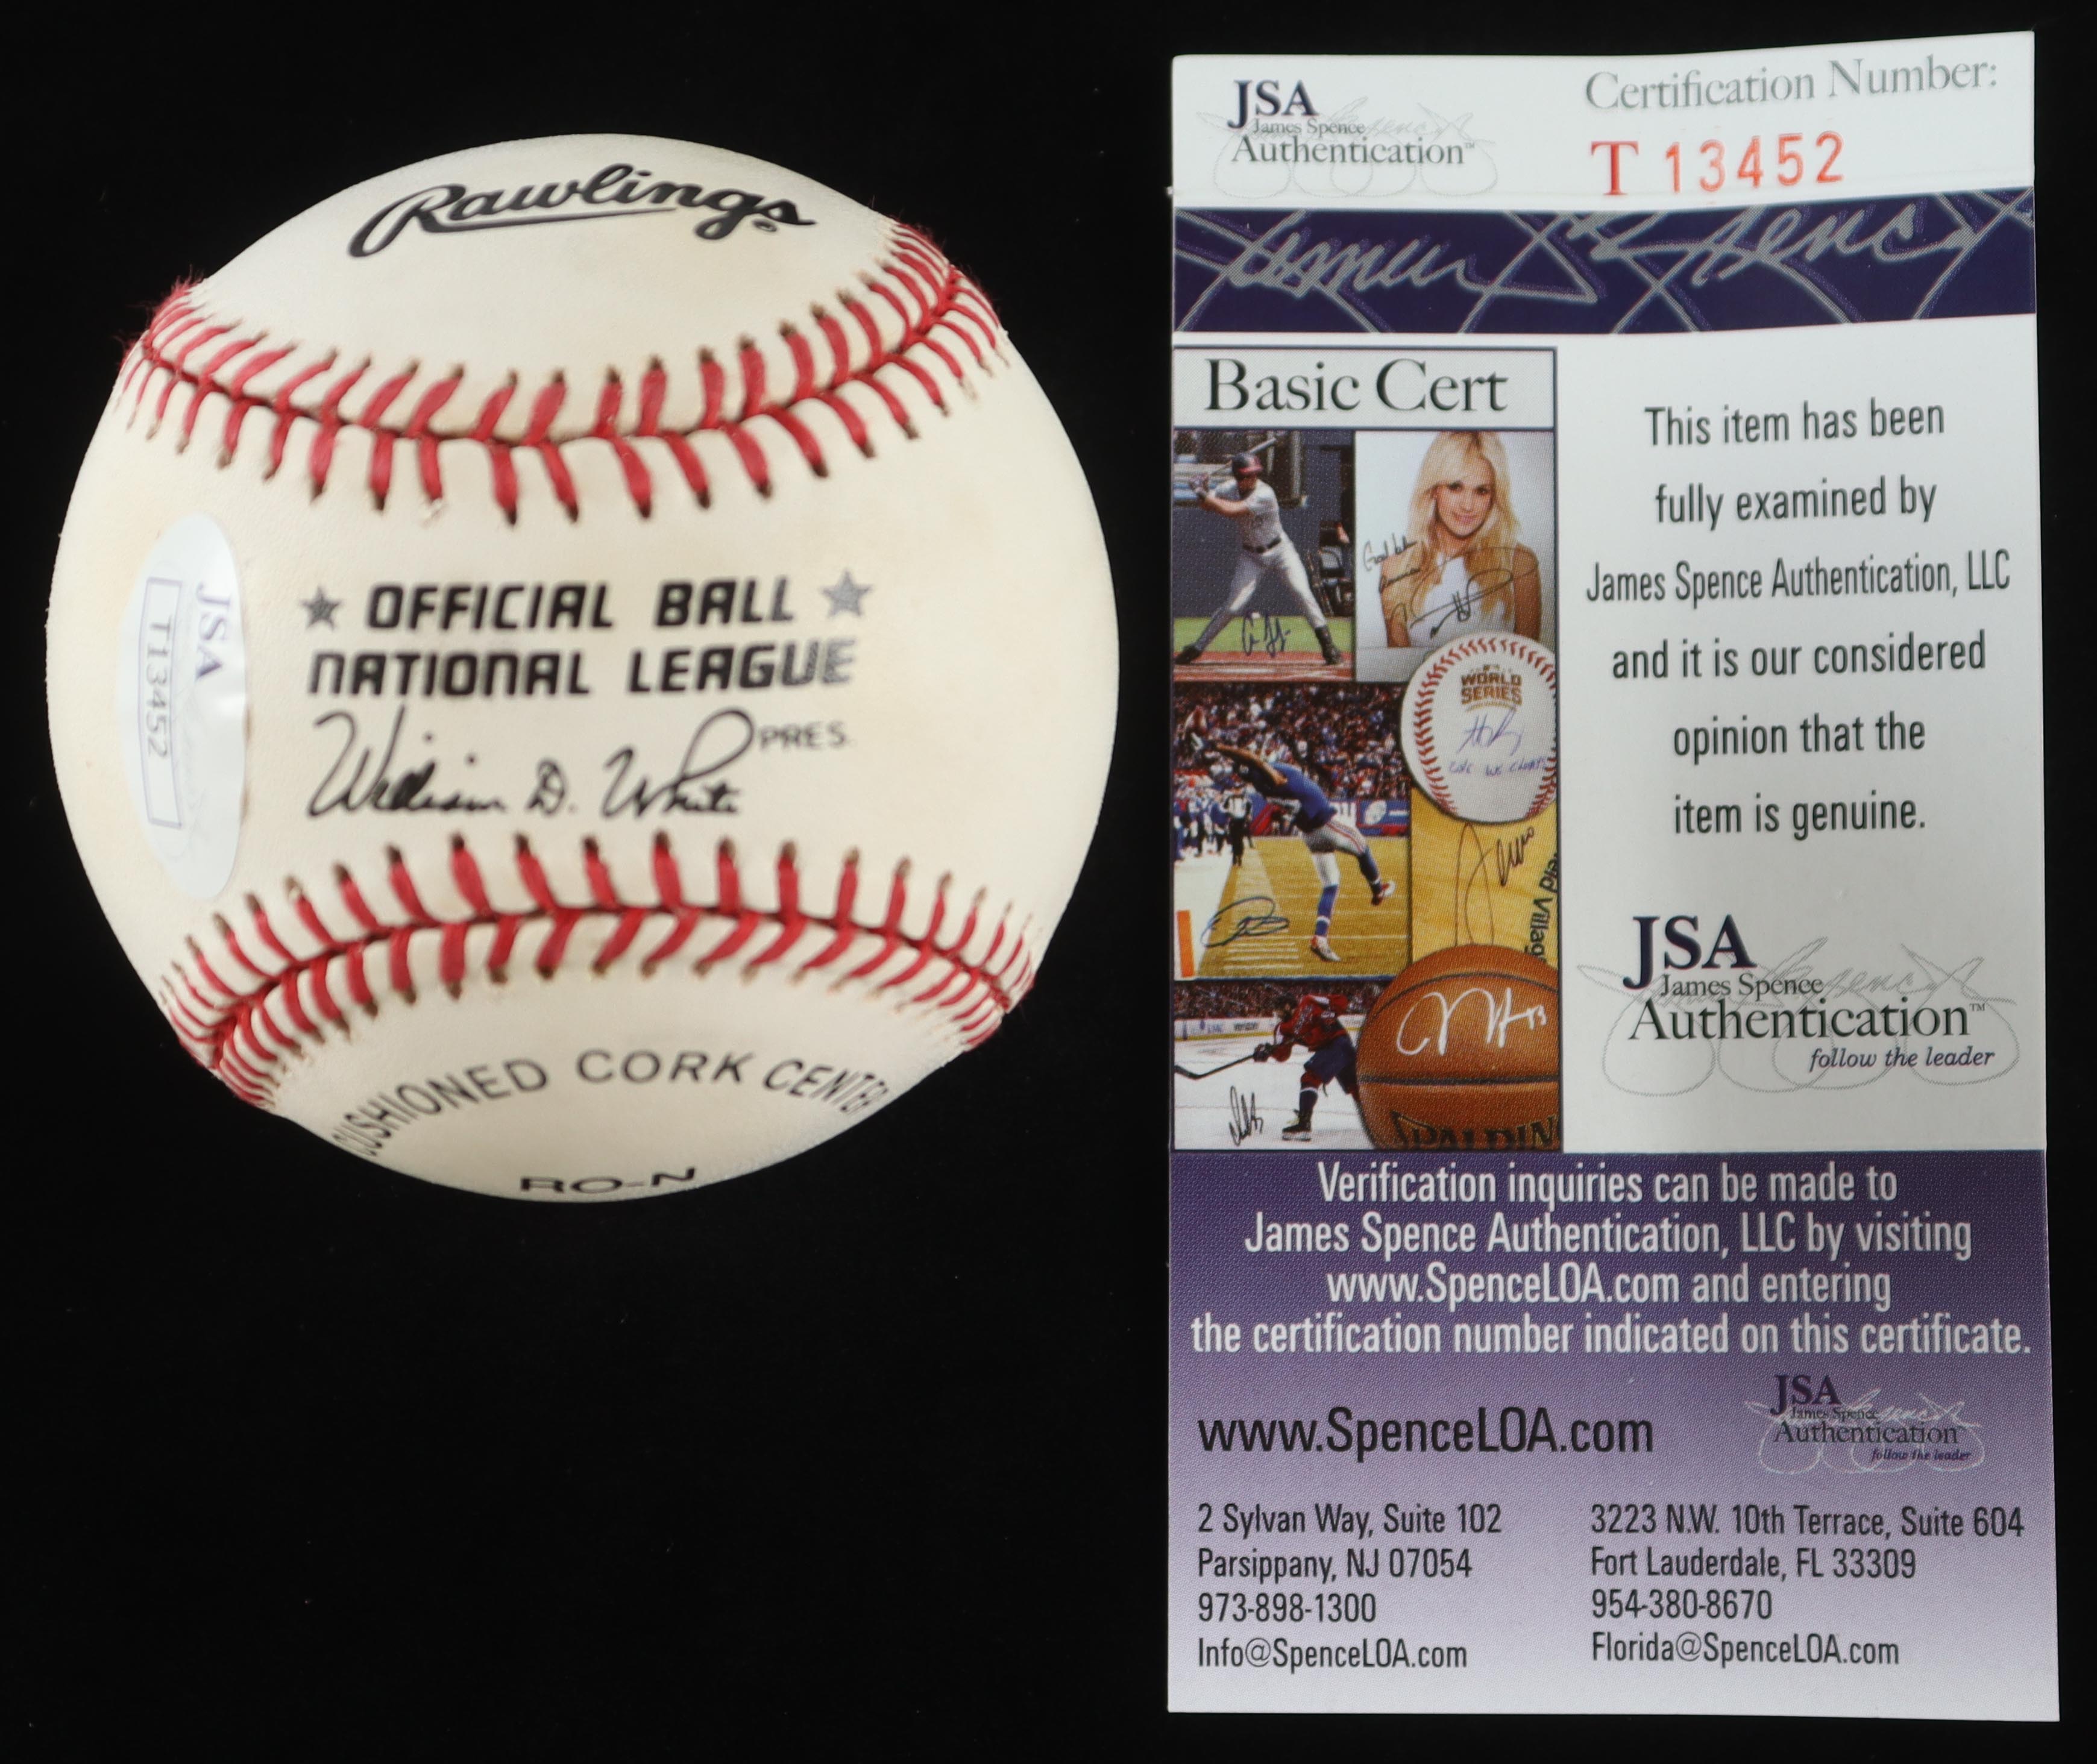 Rawlings®
OFFICIAL BALL
NATIONAL LEAGUE
William D. White PRES.
CUSHIONED CORK CENTER
RO-N
JSA
T13452
JSA
James Spence
Authentication™
Certification Number:
T 13452
James Spence
Basic Cert
WORLD
SERIES
SPALDIN
This item has been
fully examined by
James Spence Authentication, LLC
and it is our considered
opinion that the
item is genuine.
JSA
James Spence
Authentication™
follow the leader
Verification inquiries can be made to
James Spence Authentication, LLC by visiting
www.SpenceLOA.com and entering
the certification number indicated on this certificate.
www.SpenceLOA.com
JSA
James Spence
Authentication
follow the leader
2 Sylvan Way, Suite 102
Parsippany, NJ 07054
973-898-1300
Info@SpenceLOA.com
3223 N.W. 10th Terrace, Suite 604
Fort Lauderdale, FL 33309
954-380-8670
Florida@SpenceLOA.com